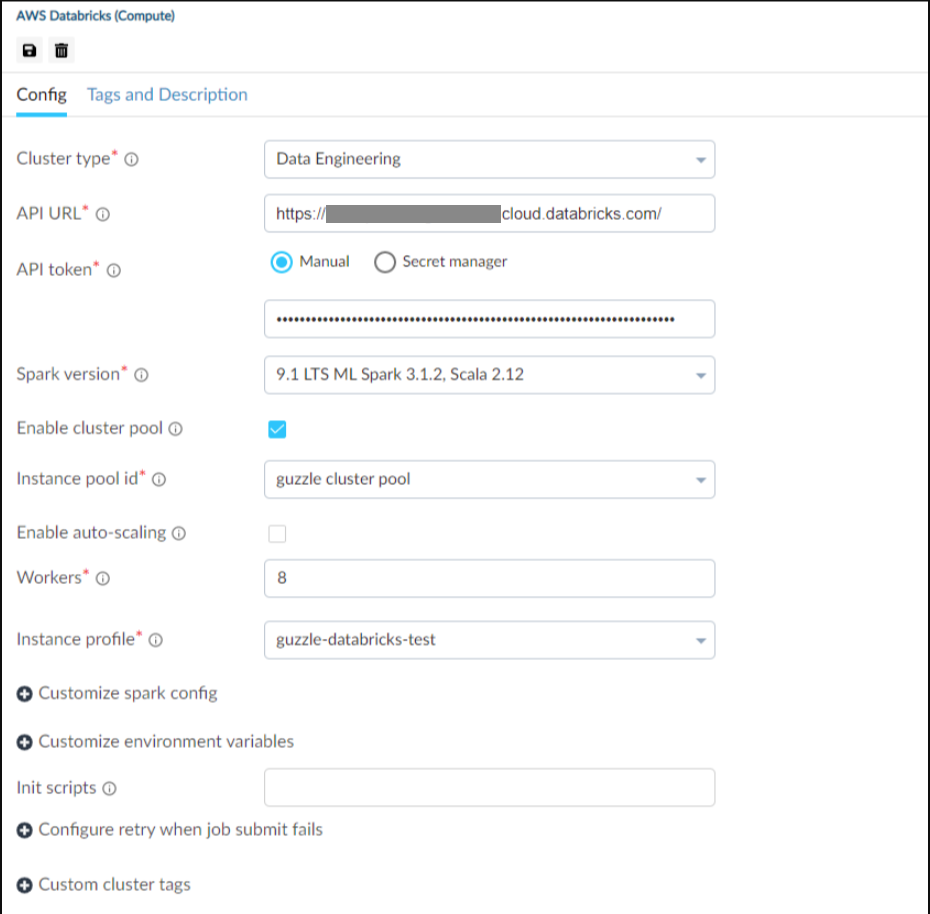 AWS Databricks (Compute)
Config Tags and Description
Cluster type* Data Engineering
API URL* https:// cloud.databricks.com/
API token* Manual Secret manager
Spark version* 9.1 LTS ML Spark 3.1.2, Scala 2.12
Enable cluster pool
Instance pool id* guzzle cluster pool
Enable auto-scaling
Workers* 8
Instance profile* guzzle-databricks-test
Customize spark config
Customize environment variables
Init scripts
Configure retry when job submit fails
Custom cluster tags